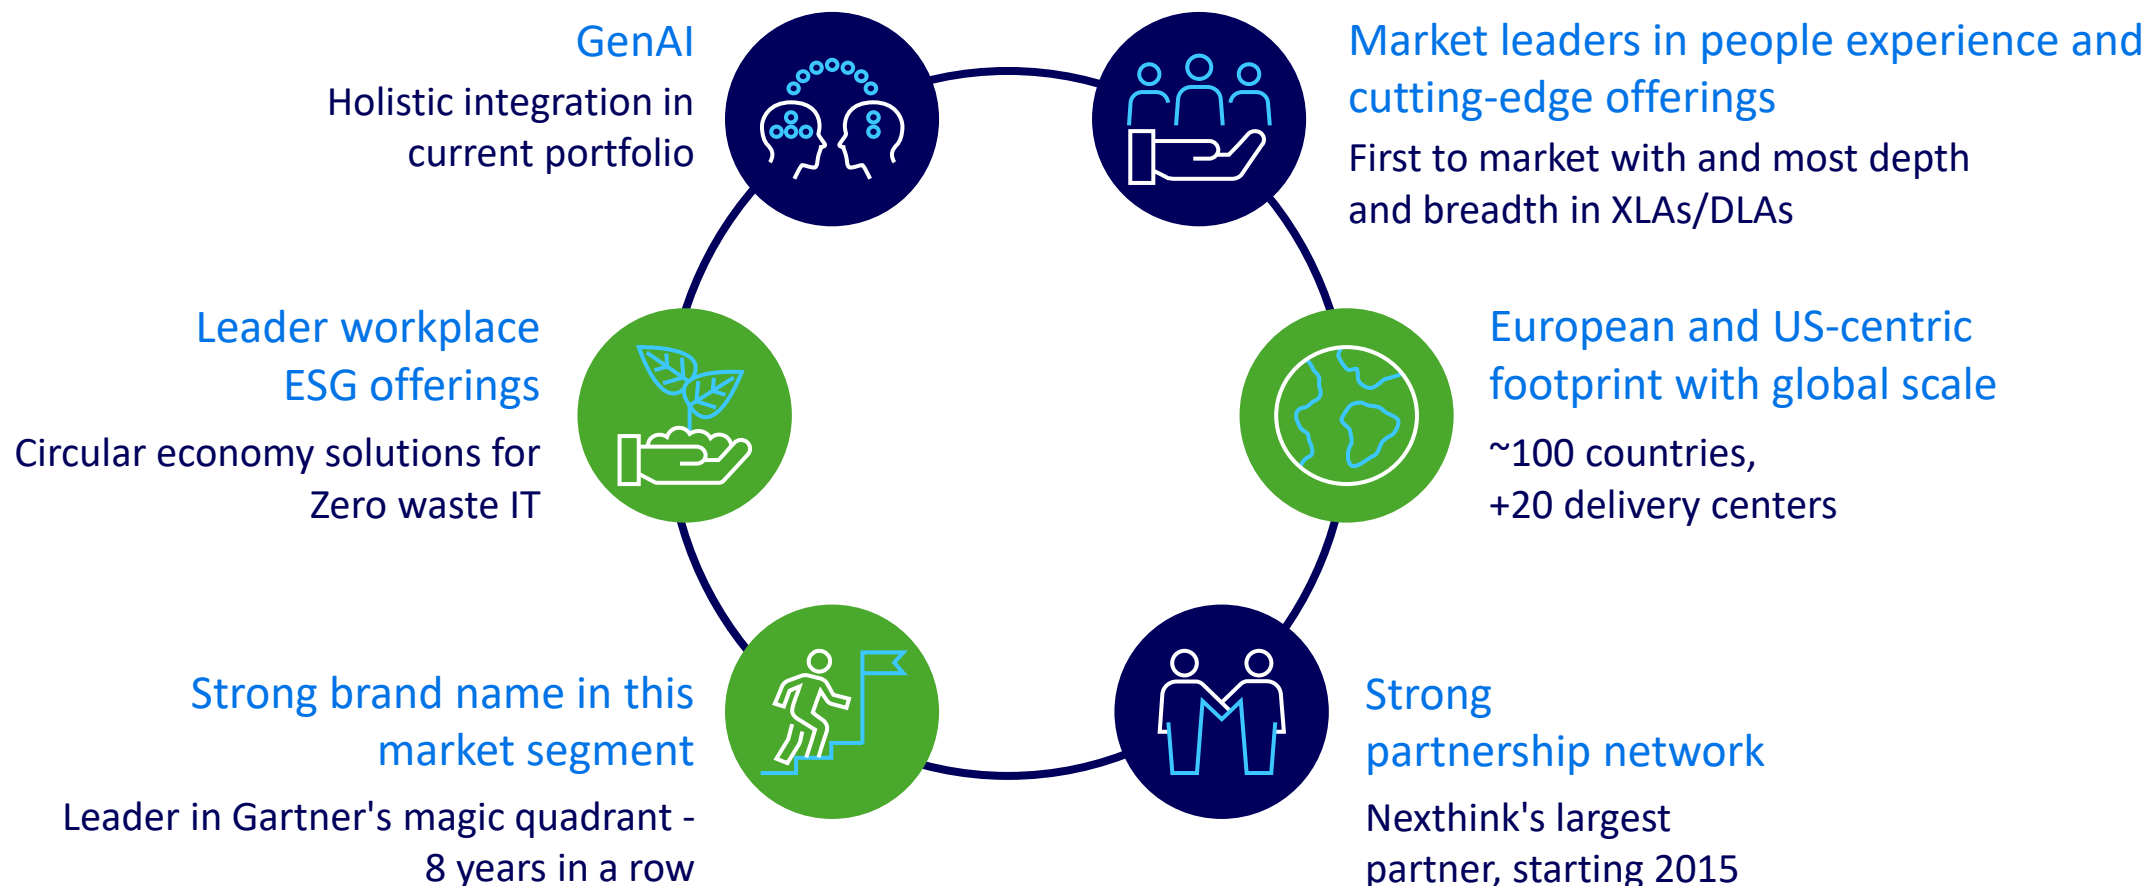 GenAI
Holistic integration in
current portfolio
Market leaders in people experience and
cutting-edge offerings
First to market with and most depth
and breadth in XLAs/DLAs
Leader workplace
ESG offerings
Circular economy solutions for
Zero waste IT
European and US-centric
footprint with global scale
~100 countries,
+20 delivery centers
Strong brand name in this
market segment
Leader in Gartner's magic quadrant -
8 years in a row
Strong
partnership network
Nexthink's largest
partner, starting 2015